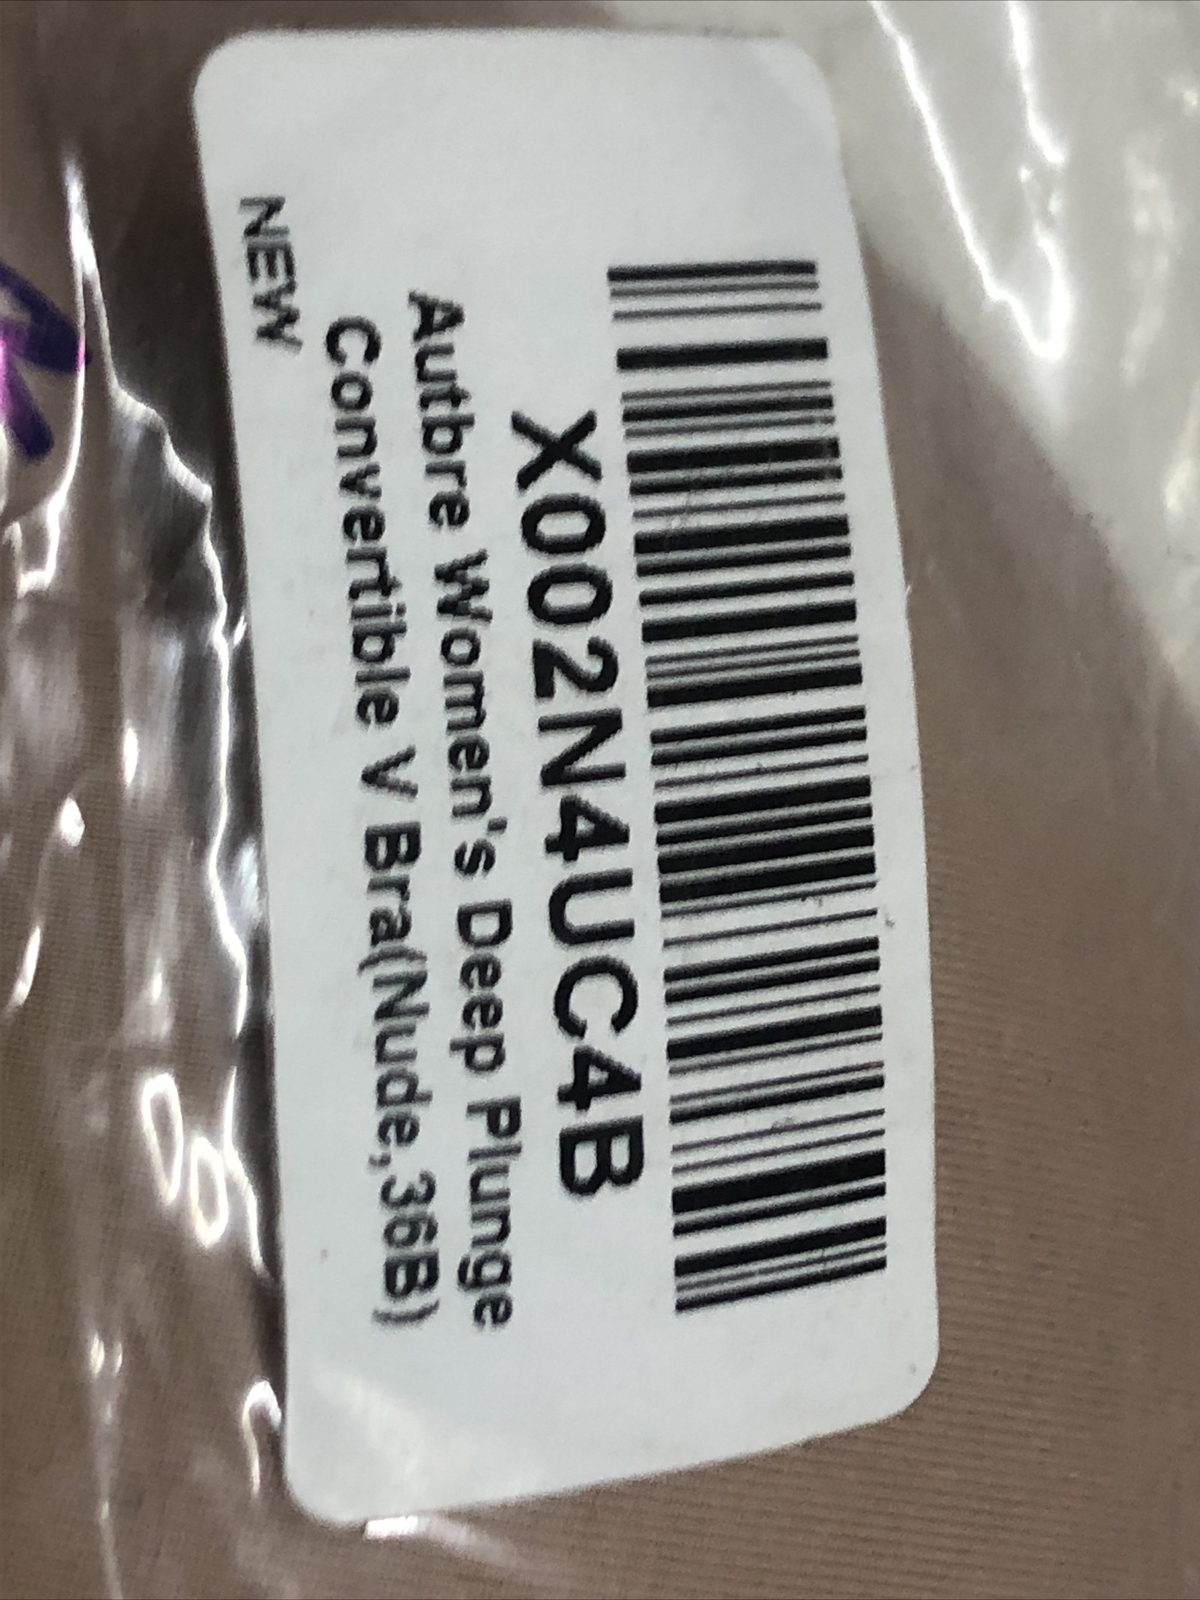 X002N4UC4B
Autbre Women's Deep Plunge
Convertible V Bra(Nude,36B)
NEW